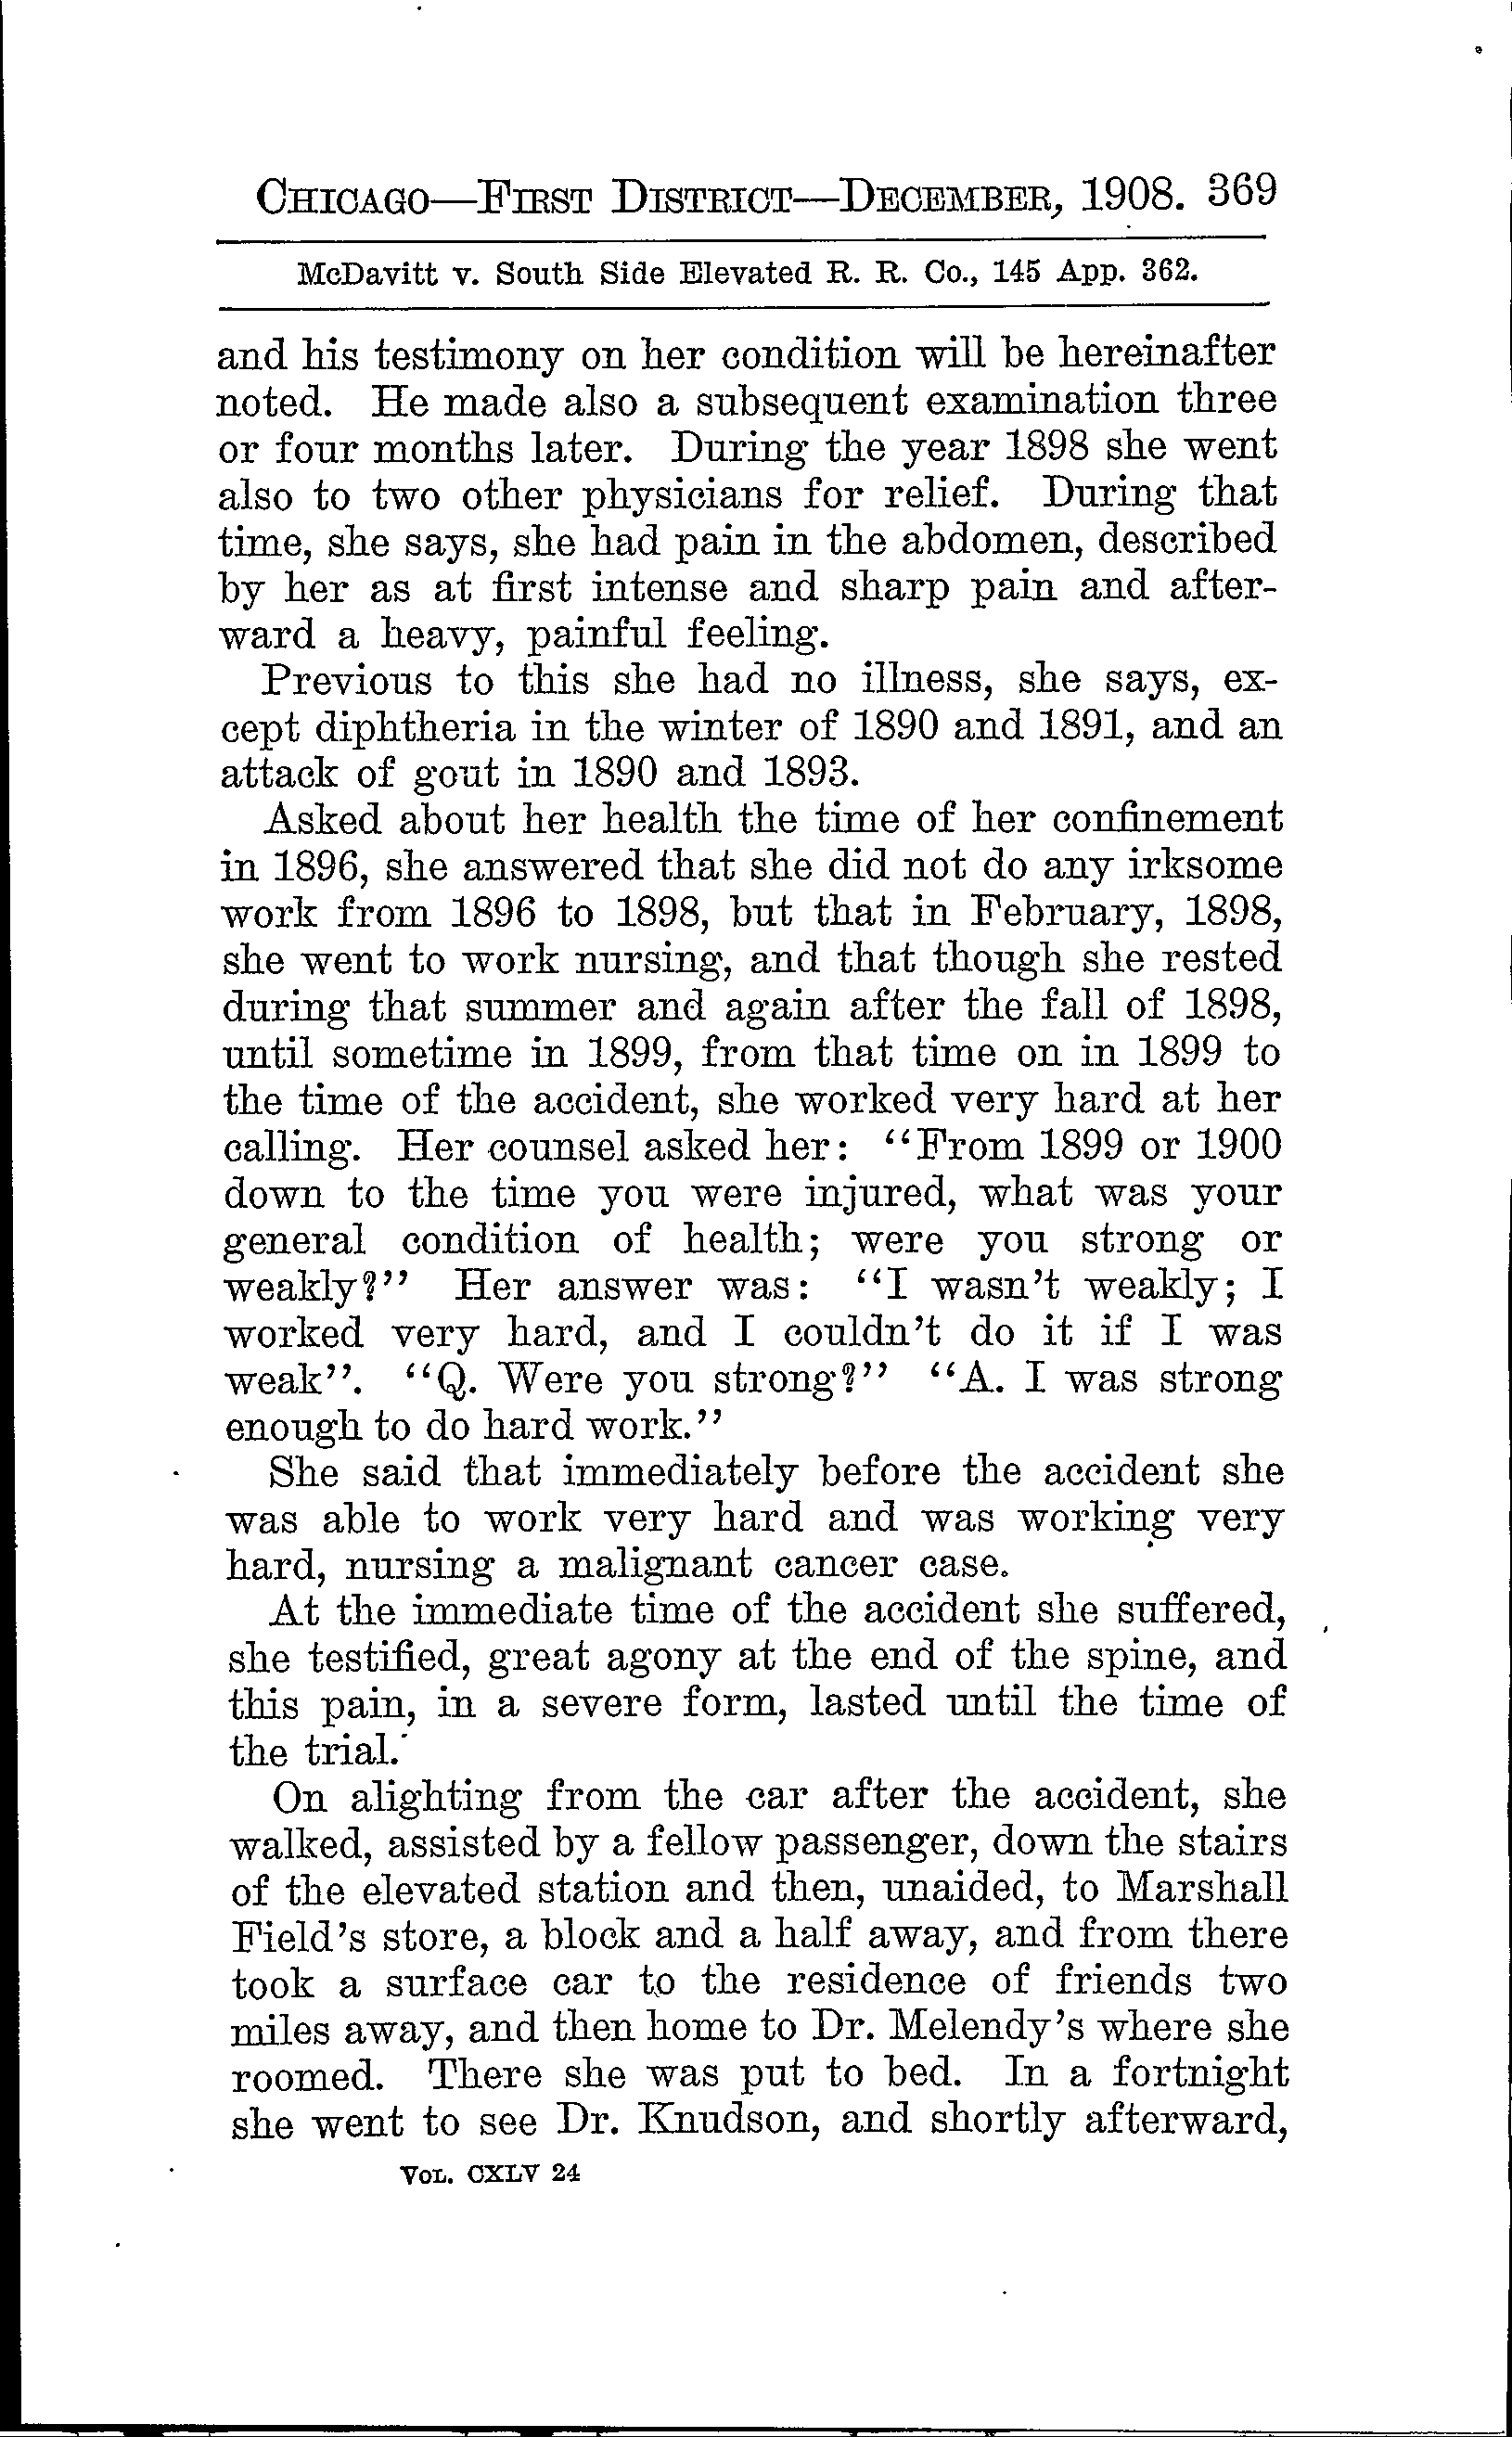 CHICAGO—FIRST DISTRICT—DECEMBER, 1908. 369
McDavitt v. South Side Elevated R. R. Co., 145 App. 362.
and his testimony on her condition will be hereinafter
noted. He made also a subsequent examination three
or four months later. During the year 1898 she went
also to two other physicians for relief. During that
time, she says, she had pain in the abdomen, described
by her as at first intense and sharp pain and after-
ward a heavy, painful feeling.
Previous to this she had no illness, she says, ex-
cept diphtheria in the winter of 1890 and 1891, and an
attack of gout in 1890 and 1893.
Asked about her health the time of her confinement
in 1896, she answered that she did not do any irksome
work from 1896 to 1898, but that in February, 1898,
she went to work nursing, and that though she rested
during that summer and again after the fall of 1898,
until sometime in 1899, from that time on in 1899 to
the time of the accident, she worked very hard at her
calling. Her counsel asked her: "From 1899 or 1900
down to the time you were injured, what was your
general condition of health; were you strong or
weakly?" Her answer was: "I wasn't weakly; I
worked very hard, and I couldn't do it if I was
weak". "Q. Were you strong?" "A. I was strong
enough to do hard work."
She said that immediately before the accident she
was able to work very hard and was working very
hard, nursing a malignant cancer case.
At the immediate time of the accident she suffered,
she testified, great agony at the end of the spine, and
this pain, in a severe form, lasted until the time of
the trial.
On alighting from the car after the accident, she
walked, assisted by a fellow passenger, down the stairs
of the elevated station and then, unaided, to Marshall
Field's store, a block and a half away, and from there
took a surface car to the residence of friends two
miles away, and then home to Dr. Melendy's where she
roomed. There she was put to bed. In a fortnight
she went to see Dr. Knudson, and shortly afterward,
VOL. CXLV 24